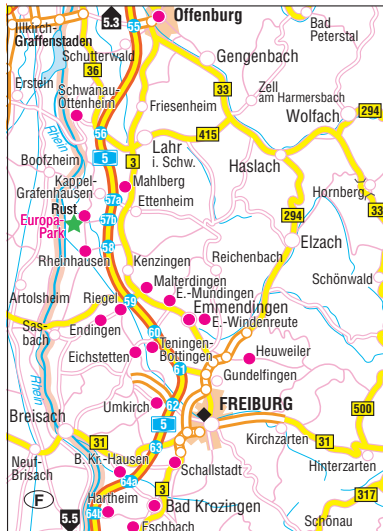 Illkirch-
Graffenstaden
5.3
55
Offenburg
Bad
Peterstal
Schutterwald
Gengenbach
36
Erstein
Schwanau-
Ottenheim
33
Zell
am Harmersbach
Friesenheim
294
Wolfach
Rhein
56
415
Lahr
i. Schw.
Boofzheim
5
3
Haslach
Kappel-
Grafenhausen
Mahlberg
57a
Hornberg
Ettenheim
Rust
Europa-
Park
57b
33
294
58
Elzach
Rheinhausen
Kenzingen
Reichenbach
Malterdingen
Schönwald
Artolsheim
Riegel
59
E.-Mundingen
Emmendingen
Sas-
bach
Endingen
60
E.-Windenreute
Eichstetten
Teningen-
Bottingen
Heuweiler
61
Gundelfingen
Rhein
Umkirch
62
FREIBURG
500
Breisach
5
31
63
Kirchzarten
31
Neuf-
Brisach
B. Kr.-Hausen
Schallstadt
Hinterzarten
64a
F
Hartheim
3
317
5.5
64b
Bad Krozingen
Eschbach
Schönau